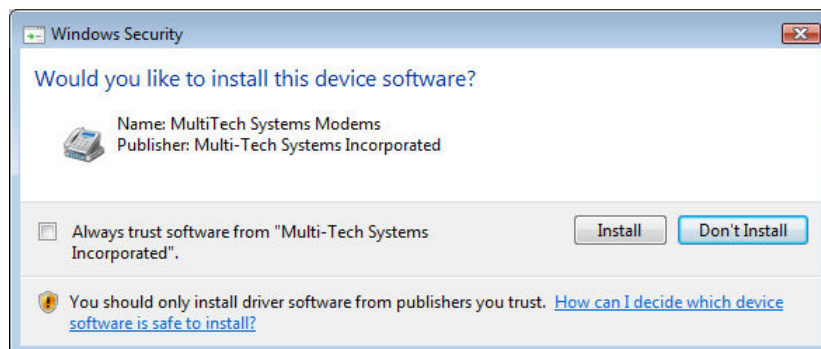 Windows Security
Would you like to install this device software?
Name: MultiTech Systems Modems
Publisher: Multi-Tech Systems Incorporated
Always trust software from "Multi-Tech Systems
Incorporated".
Install
Don't Install
You should only install driver software from publishers you trust. How can I decide which device
software is safe to install?